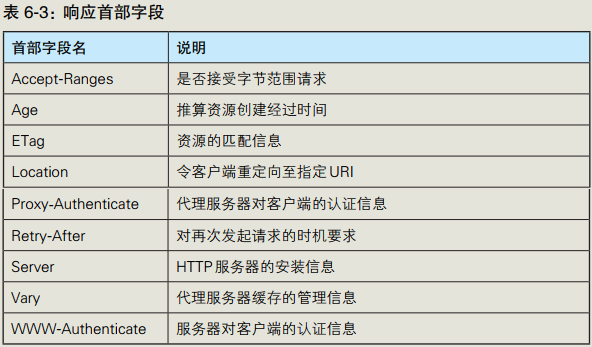 表 6-3：响应首部字段
首部字段名 说明
Accept-Ranges 是否接受字节范围请求
Age 推算资源创建经过时间
ETag 资源的匹配信息
Location 令客户端重定向至指定URI
Proxy-Authenticate 代理服务器对客户端的认证信息
Retry-After 对再次发起请求的时机要求
Server HTTP服务器的安装信息
Vary 代理服务器缓存的管理信息
WWW-Authenticate 服务器对客户端的认证信息